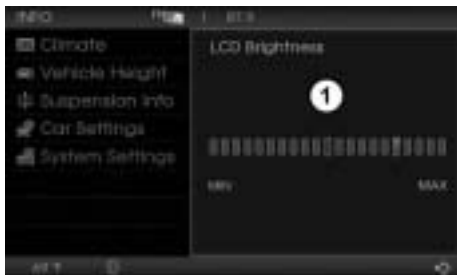 INFO
LCD Brightness
Climate
Vehicle Height
Suspension Info
Car Settings
System Settings
1
MIN MAX